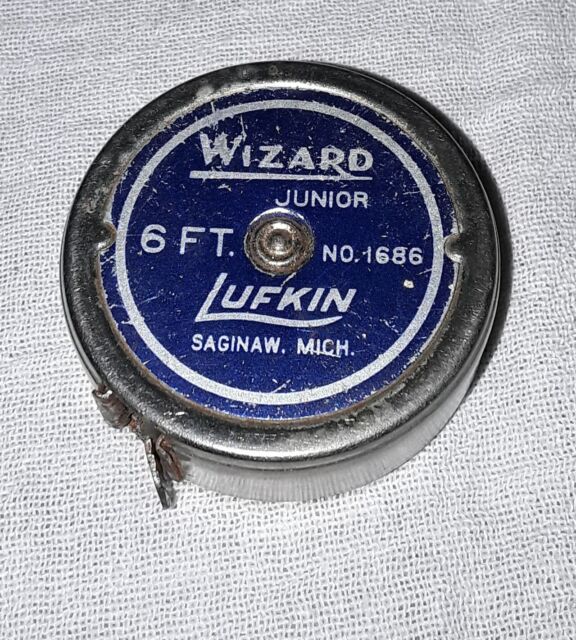 WIZARD
JUNIOR
6 FT. NO. 1686
LUFKIN
SAGINAW, MICH.